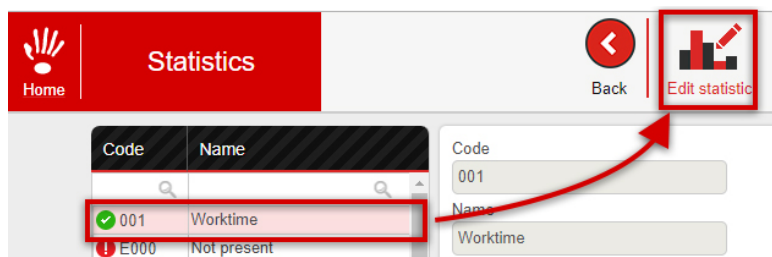 Home
Statistics
Back
Edit statistic
Code
Name
001
Worktime
E000
Not present
Code
001
Name
Worktime